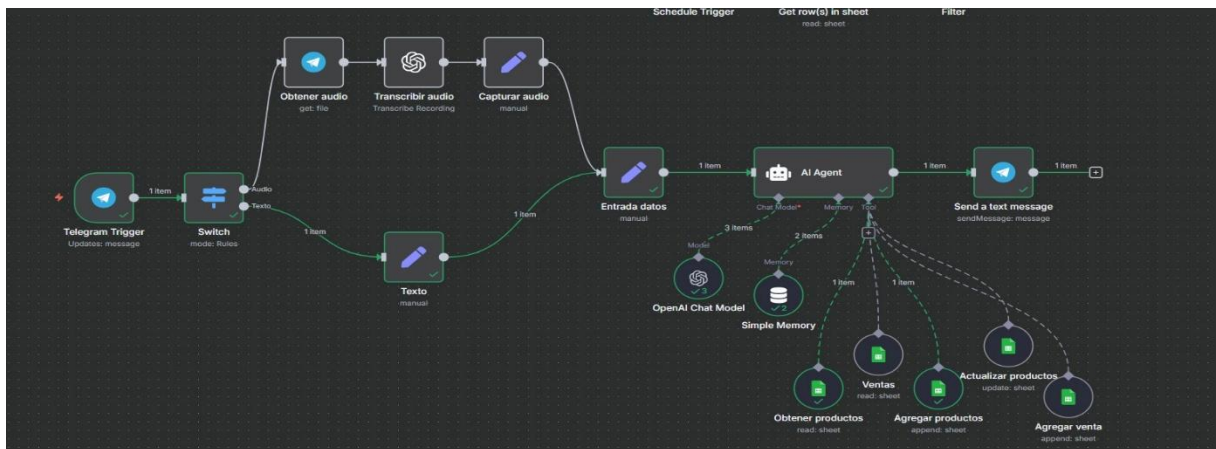 Schedule Trigger
Get row(s) in sheet
read: sheet
Filter
Obtener audio
get: file
Transcribir audio
Transcribe Recording
Capturar audio
manual
Telegram Trigger
Updates: message
1 item
Switch
mode: Rules
Audio
Texto
1 item
Texto
manual
1 item
Entrada datos
manual
1 item
AI Agent
Chat Model*
Memory
Tool
1 item
Send a text message
sendMessage: message
1 item
3 items
Model
3
OpenAI Chat Model
2 items
Memory
2
Simple Memory
1 item
Obtener productos
read: sheet
Ventas
read: sheet
1 item
Agregar productos
append: sheet
Actualizar productos
update: sheet
Agregar venta
append: sheet